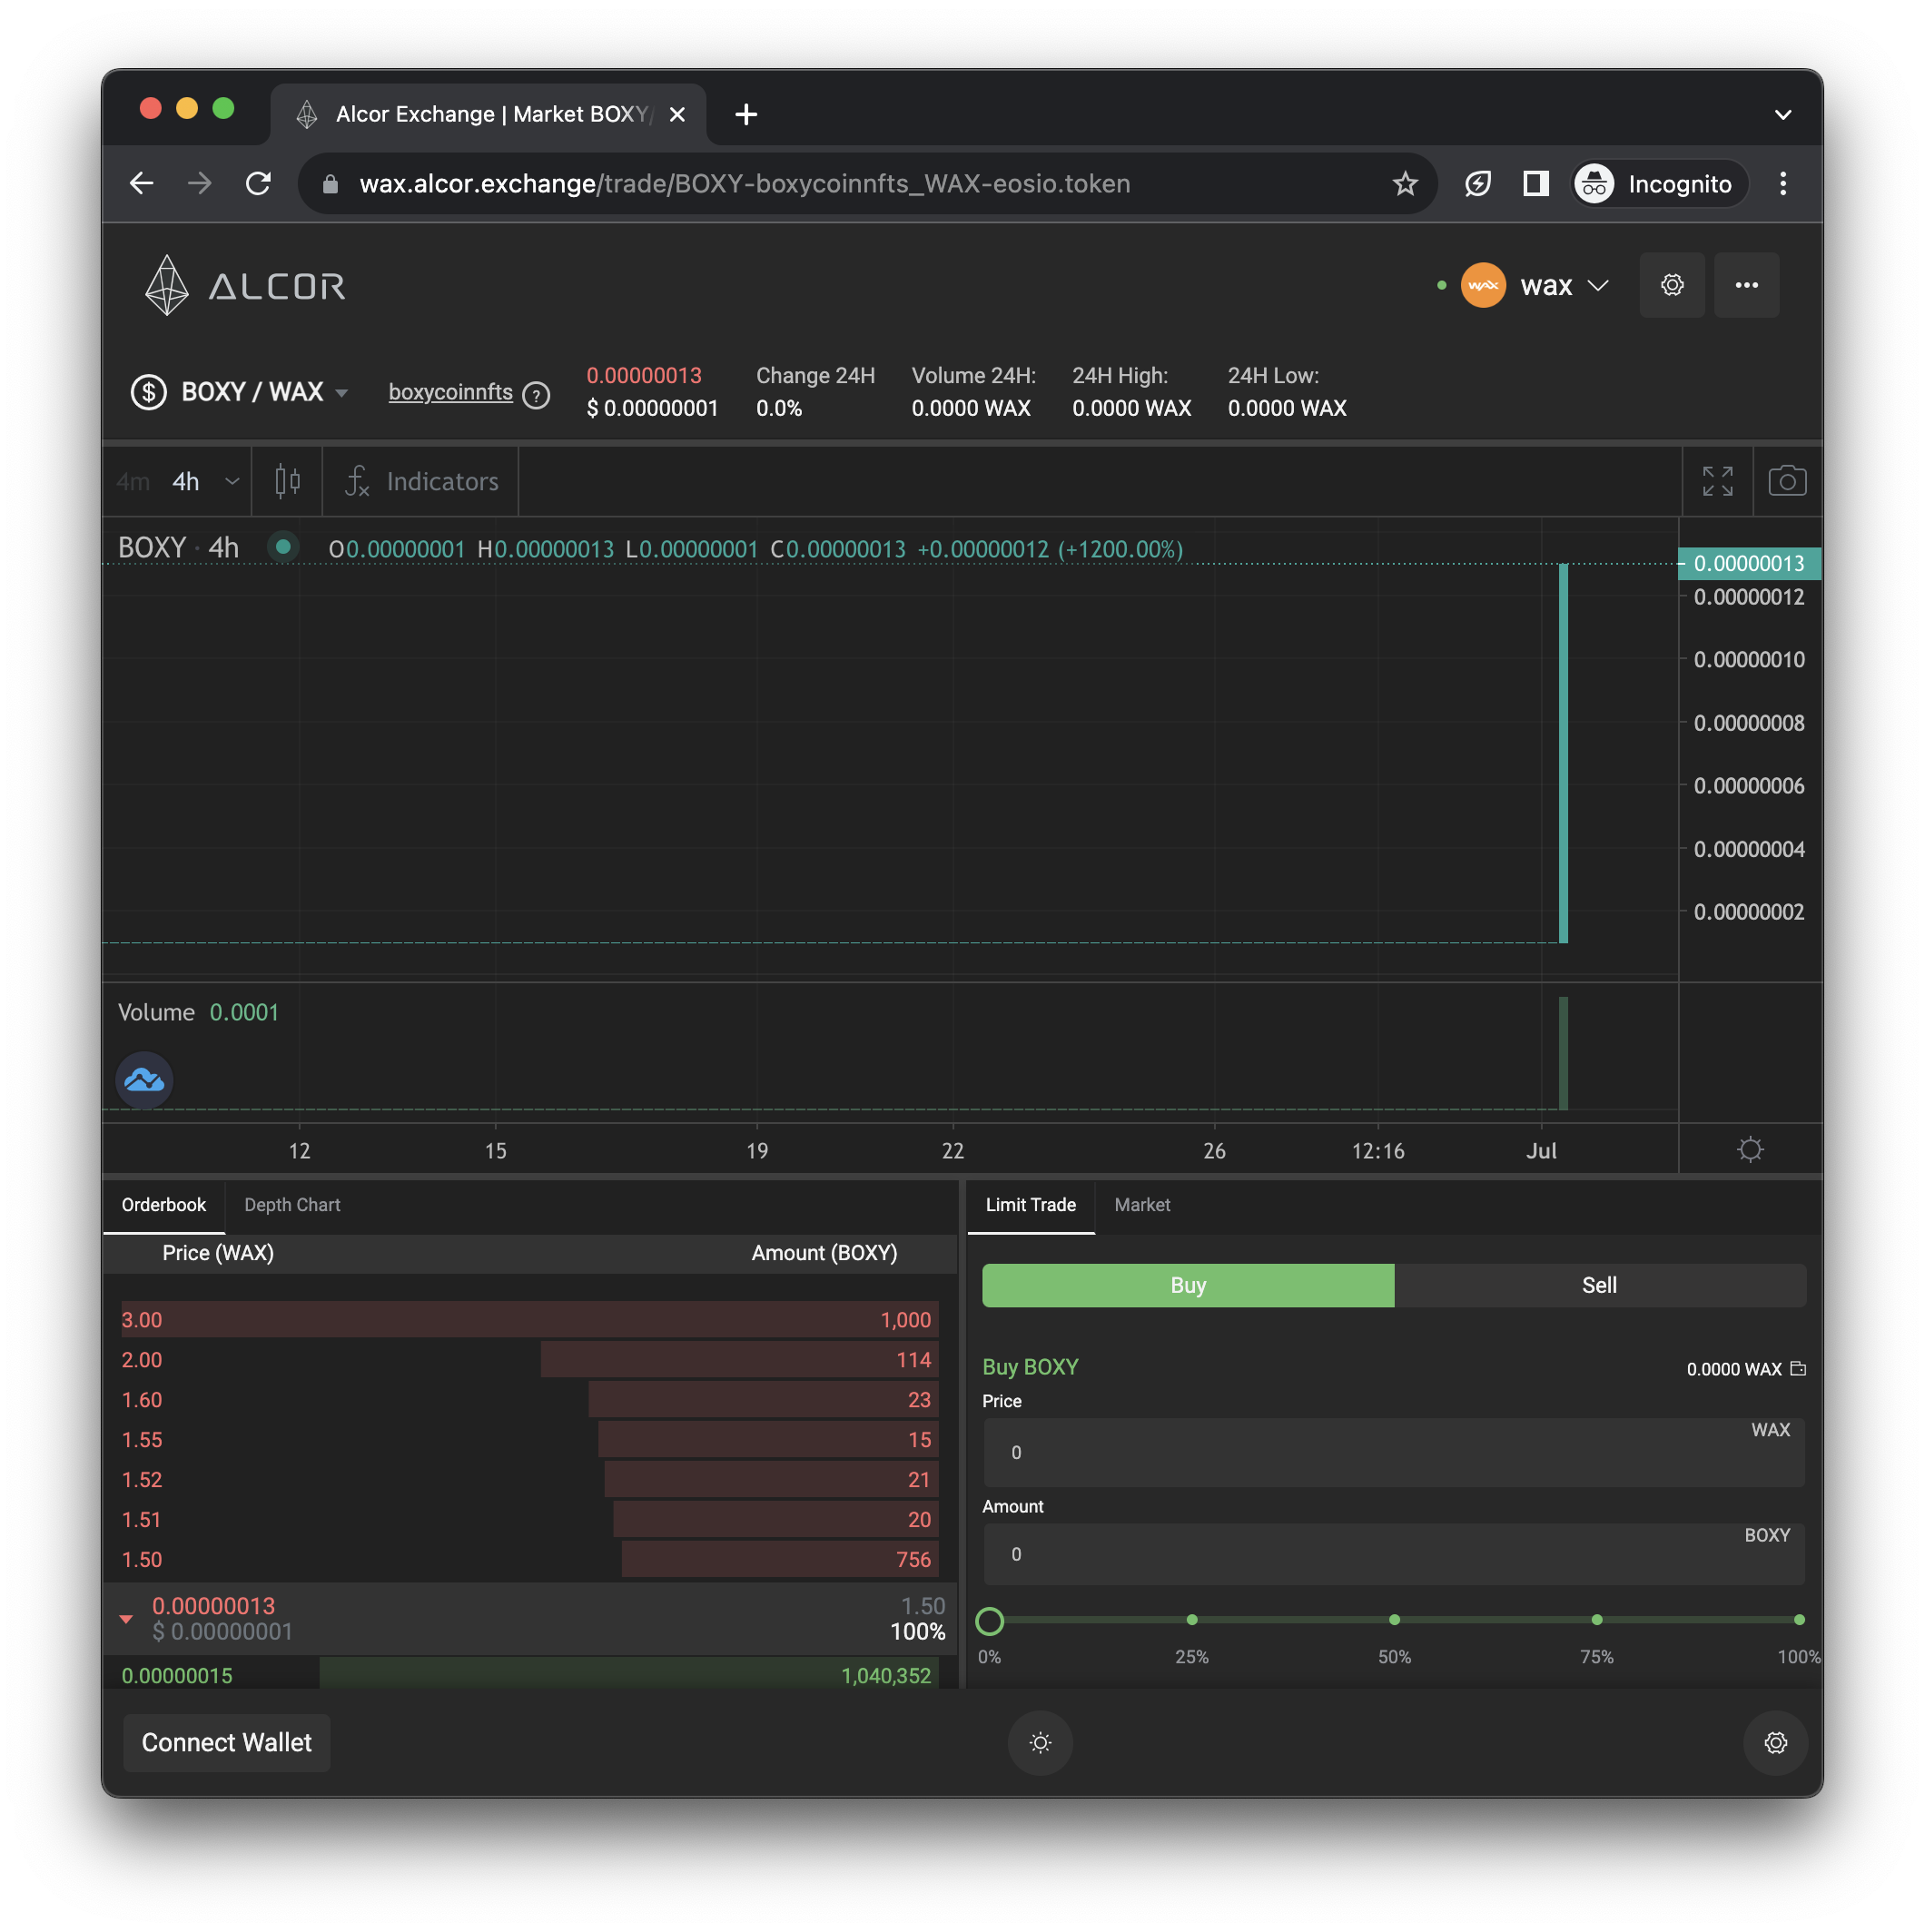 Alcor Exchange | Market BOXY/
wax.alcor.exchange/trade/BOXY-boxycoinnfts_WAX-eosio.token
Incognito
ALCOR
wax
wax
BOXY / WAX
boxycoinnfts ?
0.00000013
$ 0.00000001
Change 24H
0.0%
Volume 24H:
0.0000 WAX
24H High:
0.0000 WAX
24H Low:
0.0000 WAX
4m 4h
Indicators
BOXY · 4h O0.00000001 H0.00000013 L0.00000001 C0.00000013 +0.00000012 (+1200.00%)
0.00000013
0.00000012
0.00000010
0.00000008
0.00000006
0.00000004
0.00000002
Volume 0.0001
12 15 19 22 26 12:16 Jul
Orderbook Depth Chart
Price (WAX) Amount (BOXY)
3.00 1,000
2.00 114
1.60 23
1.55 15
1.52 21
1.51 20
1.50 756
0.00000013 1.50
$ 0.00000001 100%
0.00000015 1,040,352
Limit Trade Market
Buy Sell
Buy BOXY 0.0000 WAX
Price
WAX
0
Amount
BOXY
0
0% 25% 50% 75% 100%
Connect Wallet